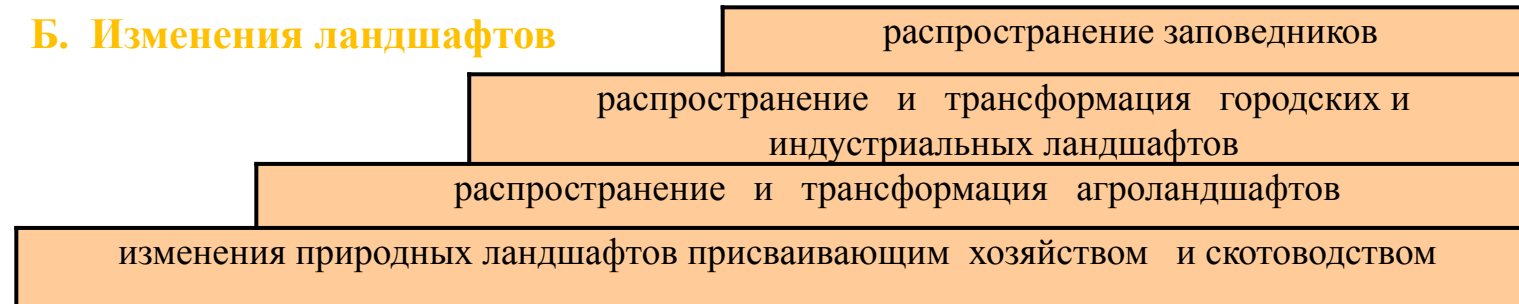 Б. Изменения ландшафтов
распространение заповедников
распространение и трансформация городских и
индустриальных ландшафтов
распространение и трансформация агроландшафтов
изменения природных ландшафтов присваивающим хозяйством и скотоводством